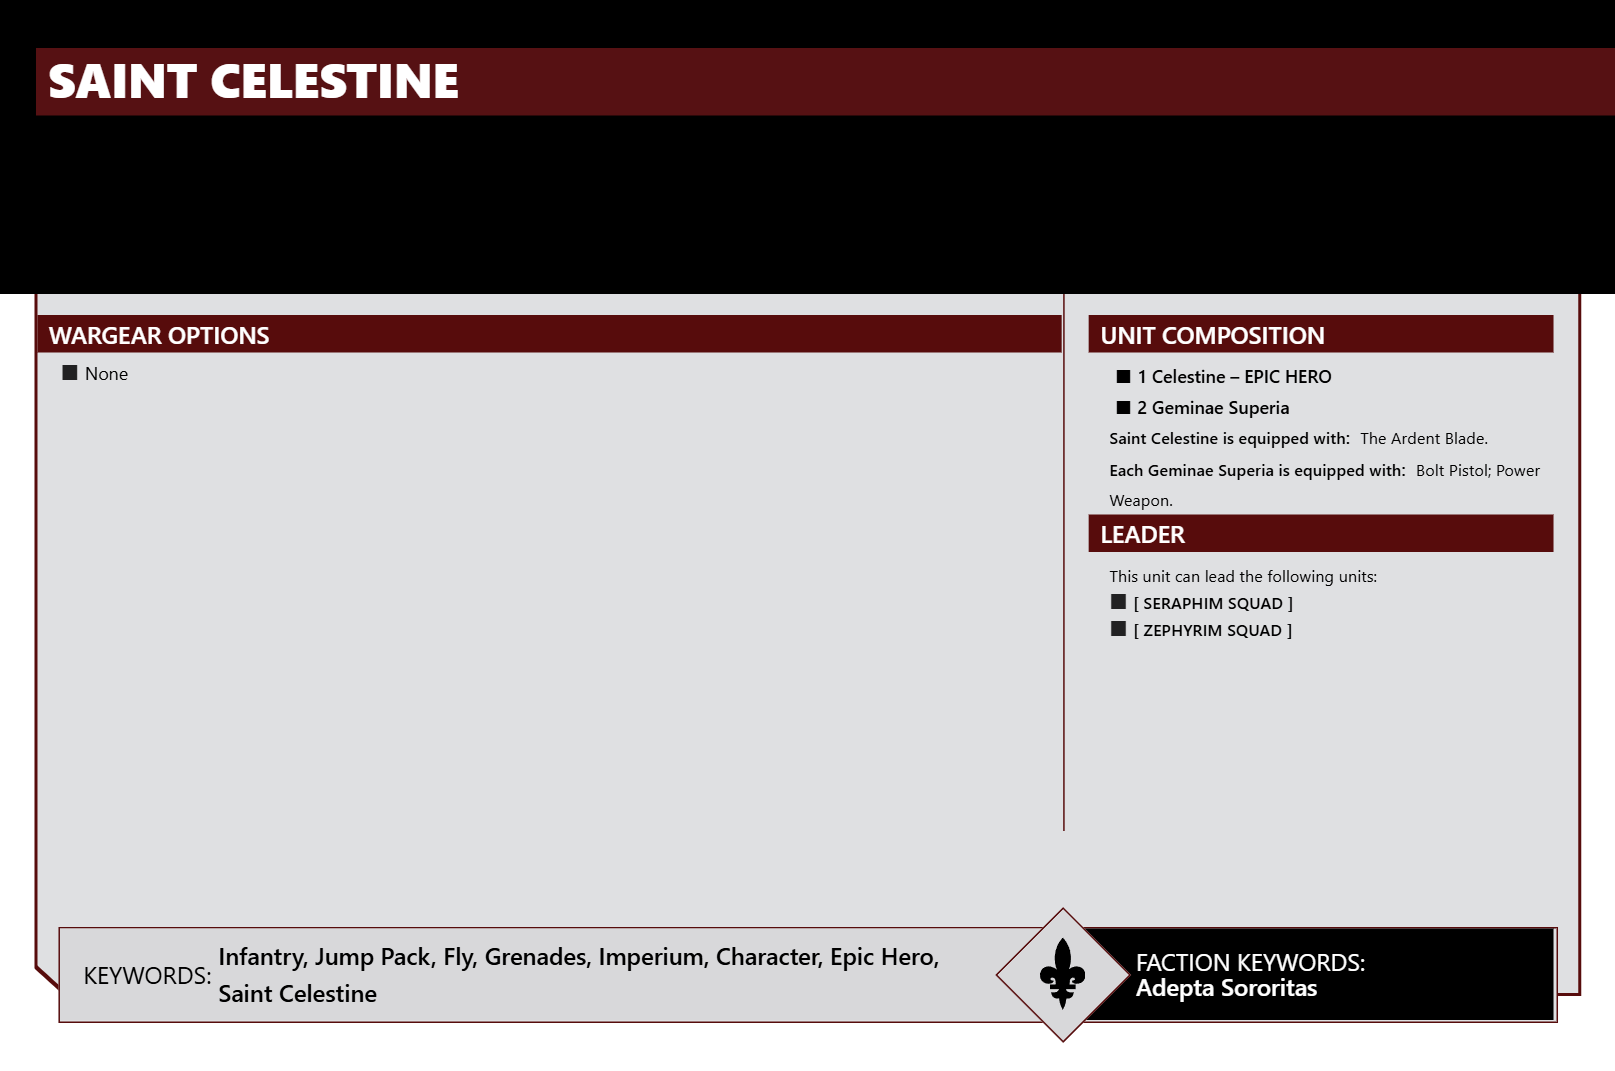 SAINT CELESTINE
WARGEAR OPTIONS
None
UNIT COMPOSITION
1 Celestine – EPIC HERO
2 Geminae Superia
Saint Celestine is equipped with: The Ardent Blade.
Each Geminae Superia is equipped with: Bolt Pistol; Power
Weapon.
LEADER
This unit can lead the following units:
[ SERAPHIM SQUAD ]
[ ZEPHYRIM SQUAD ]
KEYWORDS: Infantry, Jump Pack, Fly, Grenades, Imperium, Character, Epic Hero,
Saint Celestine
FACTION KEYWORDS:
Adepta Sororitas